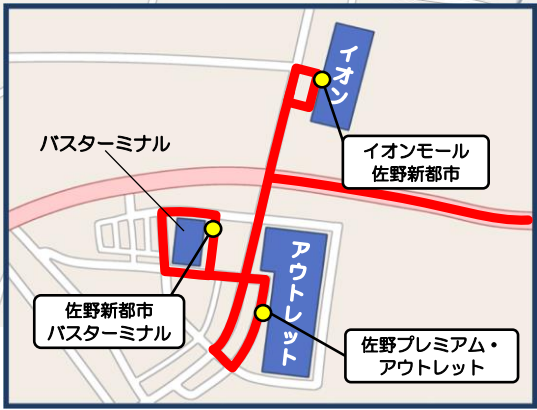 イオン
イオンモール
佐野新都市
バスターミナル
アウトレット
佐野新都市
バスターミナル
佐野プレミアム・
アウトレット